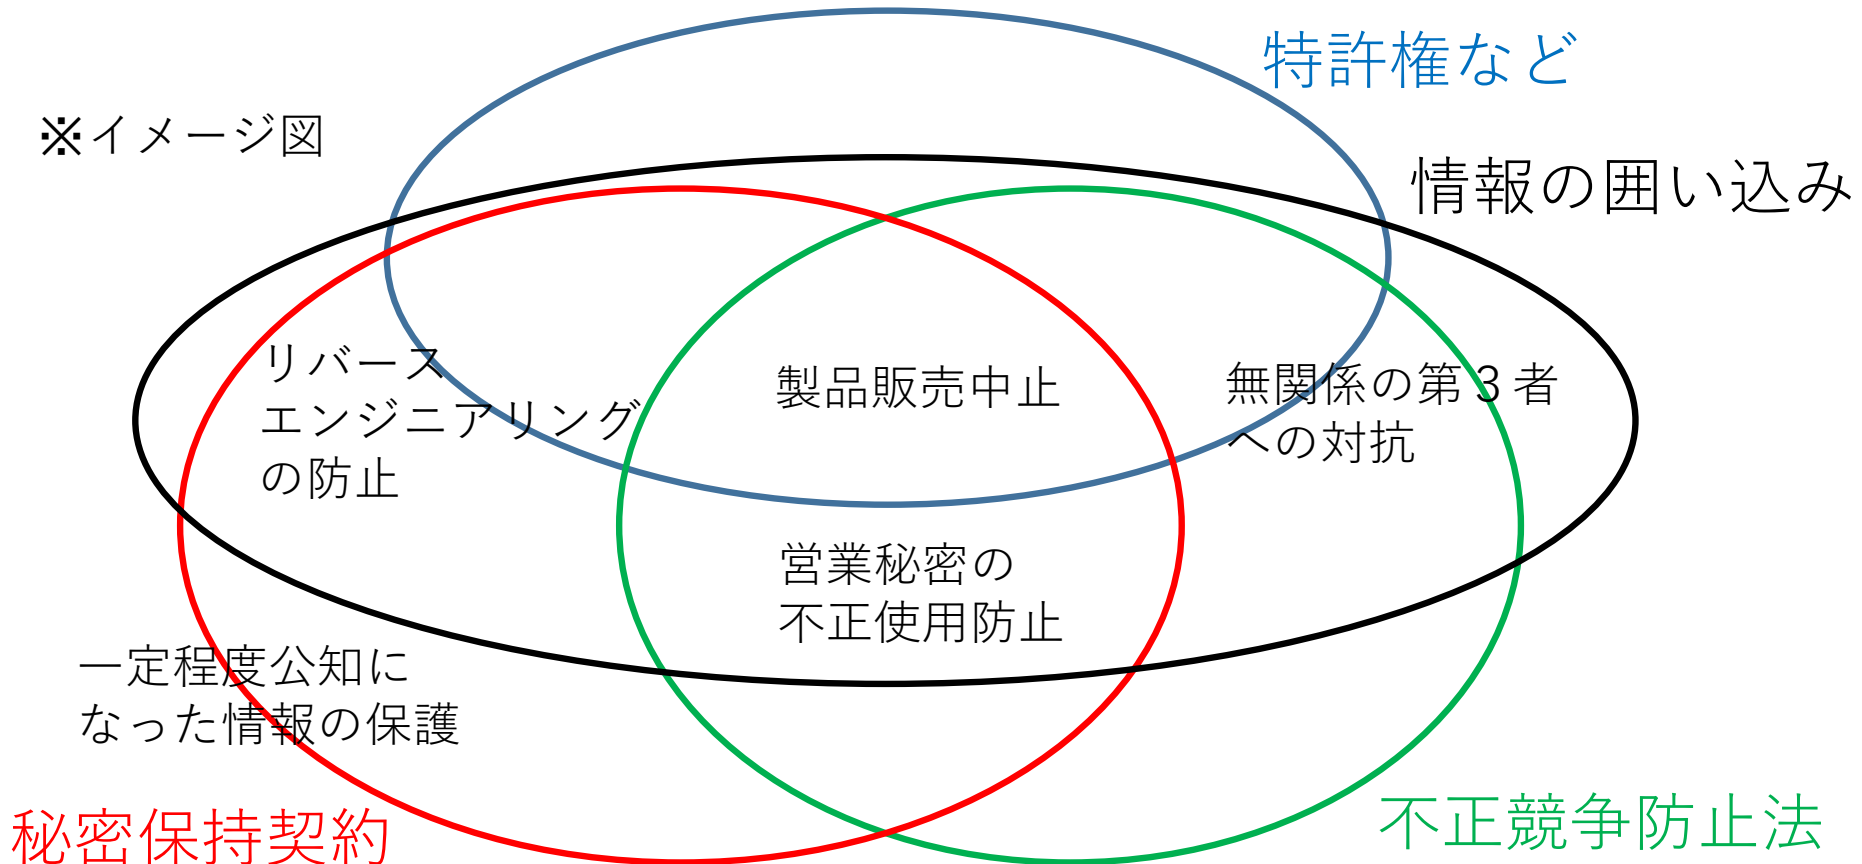 特許権など
※イメージ図
情報の囲い込み
リバース
エンジニアリング
の防止
製品販売中止
無関係の第３者
への対抗
営業秘密の
不正使用防止
一定程度公知に
なった情報の保護
秘密保持契約
不正競争防止法